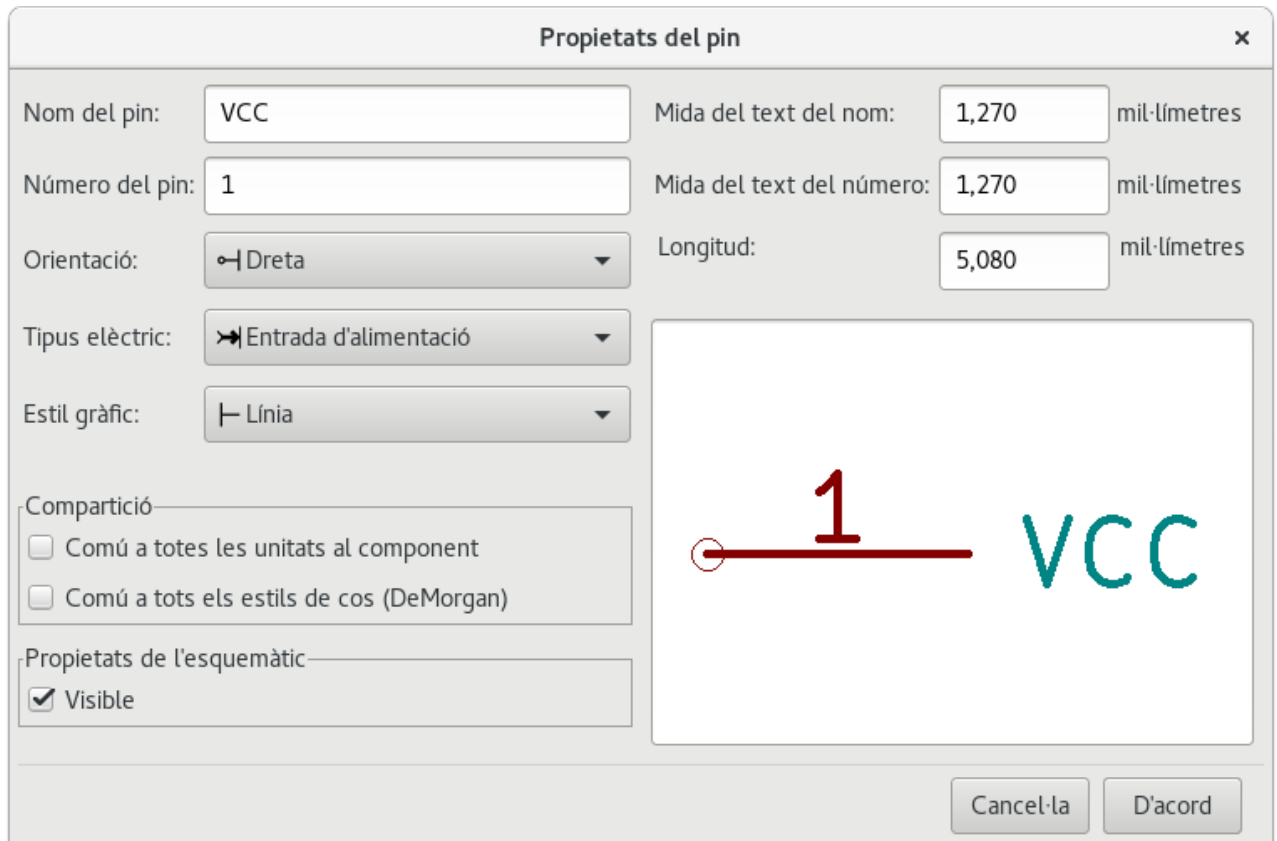 Propietats del pin
Nom del pin: VCC
Mida del text del nom: 1,270 mil·límetres
Número del pin: 1
Mida del text del número: 1,270 mil·límetres
Orientació: Dreta
Longitud: 5,080 mil·límetres
Tipus elèctric: Entrada d'alimentació
Estil gràfic: Línia
Compartició
Comú a totes les unitats al component
Comú a tots els estils de cos (DeMorgan)
Propietats de l'esquemàtic
Visible
1
VCC
Cancel·la
D'acord